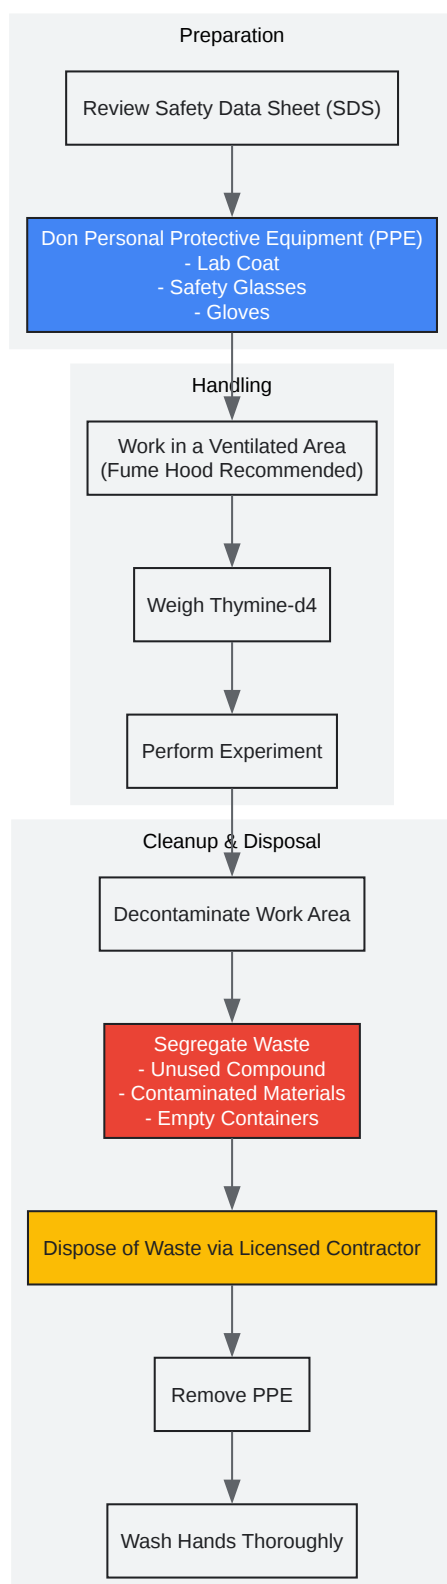 Preparation
Review Safety Data Sheet (SDS)
Don Personal Protective Equipment (PPE)
- Lab Coat
- Safety Glasses
- Gloves
Handling
Work in a Ventilated Area
(Fume Hood Recommended)
Weigh Thymine-d4
Perform Experiment
Cleanup & Disposal
Decontaminate Work Area
Segregate Waste
- Unused Compound
- Contaminated Materials
- Empty Containers
Dispose of Waste via Licensed Contractor
Remove PPE
Wash Hands Thoroughly